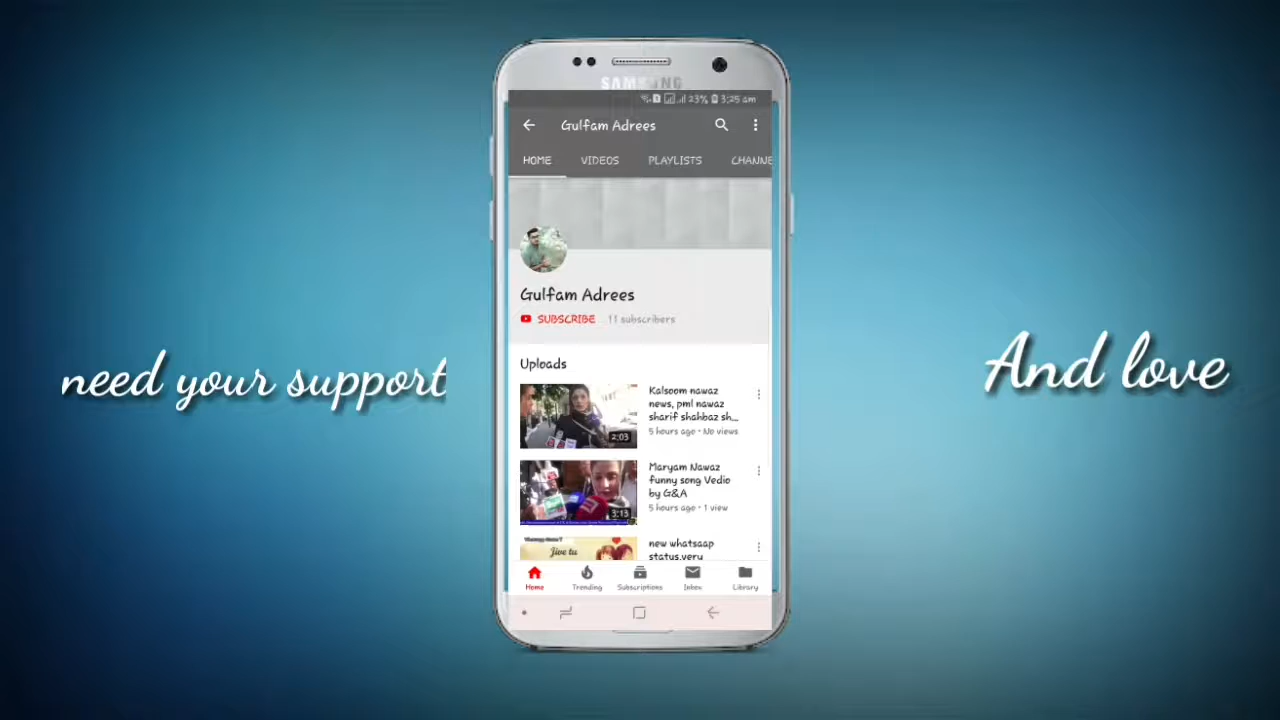 SAMSUNG
23% 3:25 am
Gulfam Adrees
HOME VIDEOS PLAYLISTS CHANNE
Gulfam Adrees
SUBSCRIBE 11 subscribers
need your support
And love
Uploads
Kalsoom nawaz
news, pml nawaz
sharif shahbaz sh...
5 hours ago • No views
2:03
Maryam Nawaz
funny song Vedio
by G&A
5 hours ago • 1 view
3:13
Jive tu
new whatsaap
status.very
Home Trending Subscriptions Inbox Library